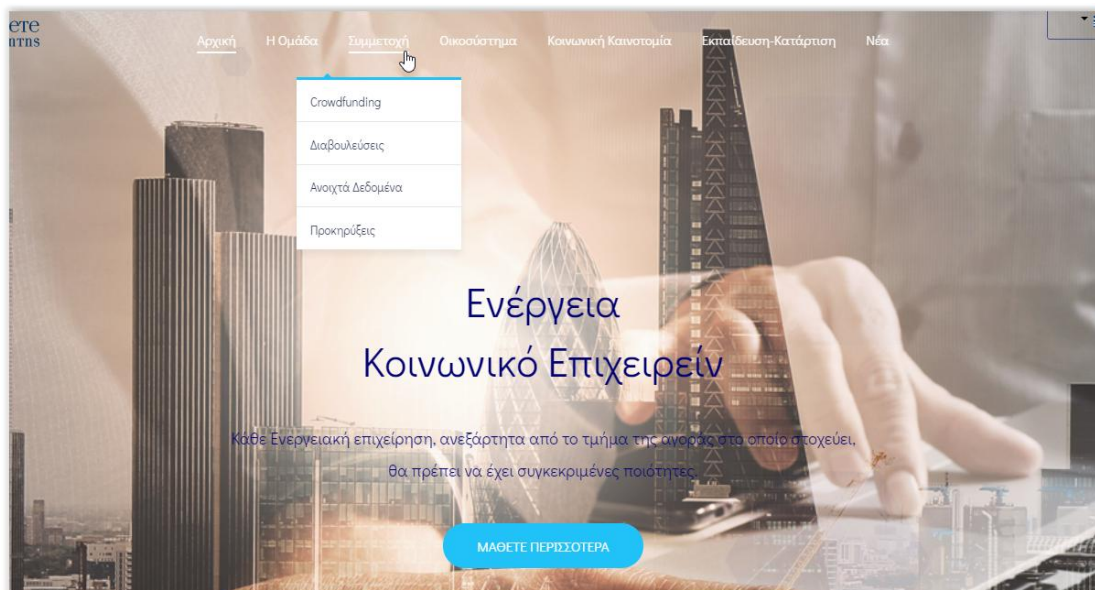 Αρχική Η Ομάδα Συμμετοχή Οικοσύστημα Κοινωνική Καινοτομία Εκπαίδευση-Κατάρτιση Νέα
Crowdfunding
Διαβουλεύσεις
Ανοιχτά Δεδομένα
Προκηρύξεις
Ενέργεια
Κοινωνικό Επιχειρείν
Κάθε Ενεργειακή επιχείρηση, ανεξάρτητα από το τμήμα της αγοράς στο οποίο στοχεύει,
θα πρέπει να έχει συγκεκριμένες ποιότητες.
ΜΑΘΕΤΕ ΠΕΡΙΣΣΟΤΕΡΑ